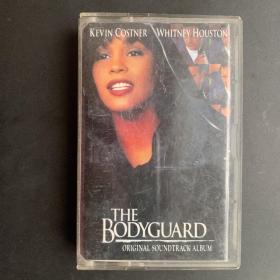 KEVIN COSTNER WHITNEY HOUSTON
THE
BODYGUARD
ORIGINAL SOUNDTRACK ALBUM